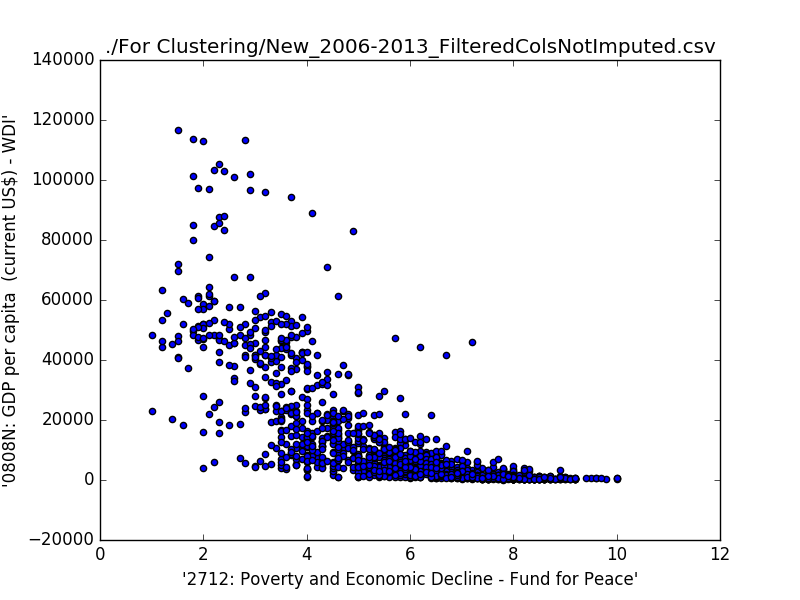 ./For Clustering/New_2006-2013_FilteredColsNotImputed.csv
140000
120000
100000
80000
60000
40000
20000
0
−20000
'0808N: GDP per capita  (current US$) - WDI'
0 2 4 6 8 10 12
'2712: Poverty and Economic Decline - Fund for Peace'